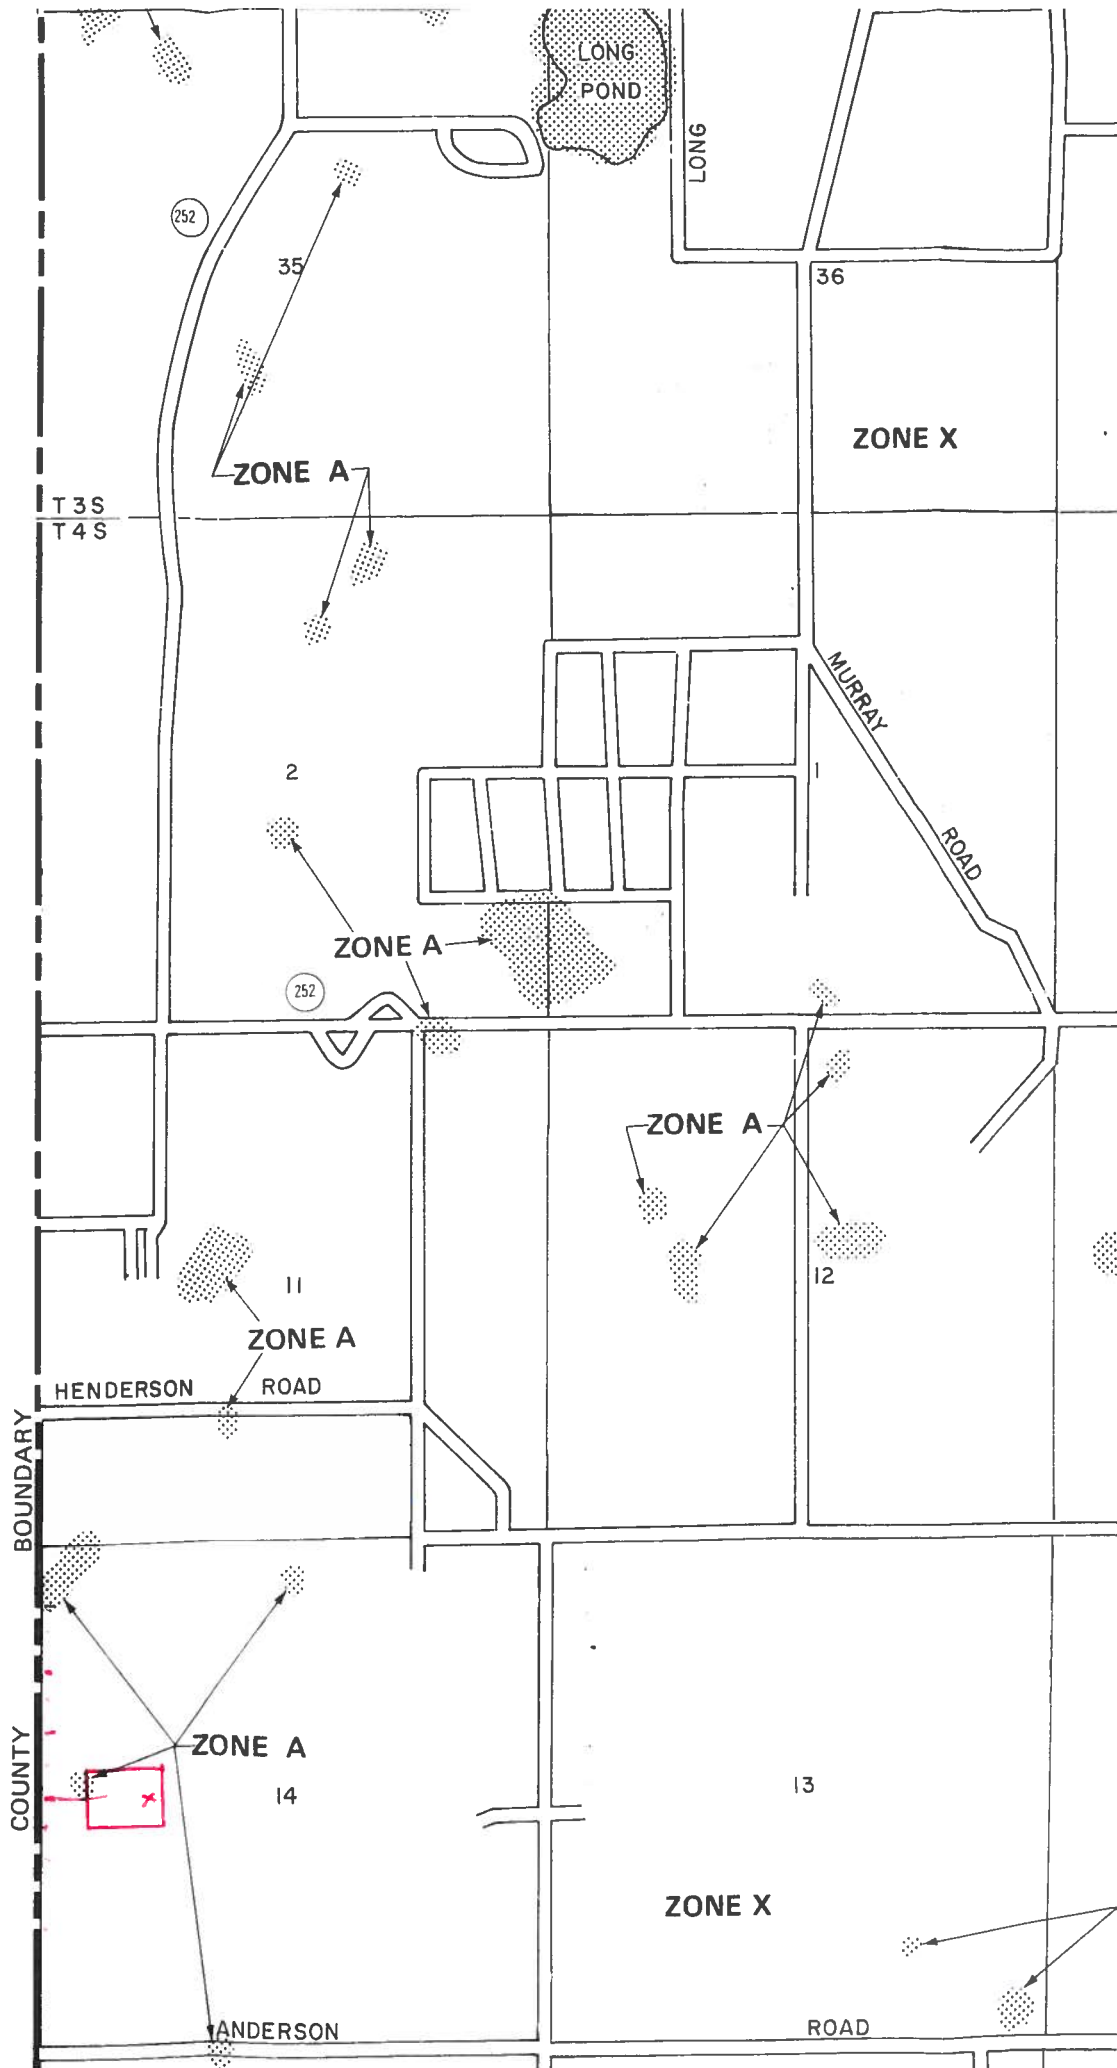 LONG
POND
LONG
252
35
36
ZONE X
ZONE A
T3S
T4S
MURRAY
ROAD
2
1
ZONE A
252
ZONE A
11
12
ZONE A
HENDERSON ROAD
BOUNDARY
COUNTY
ZONE A
14
13
x
ZONE X
ANDERSON ROAD